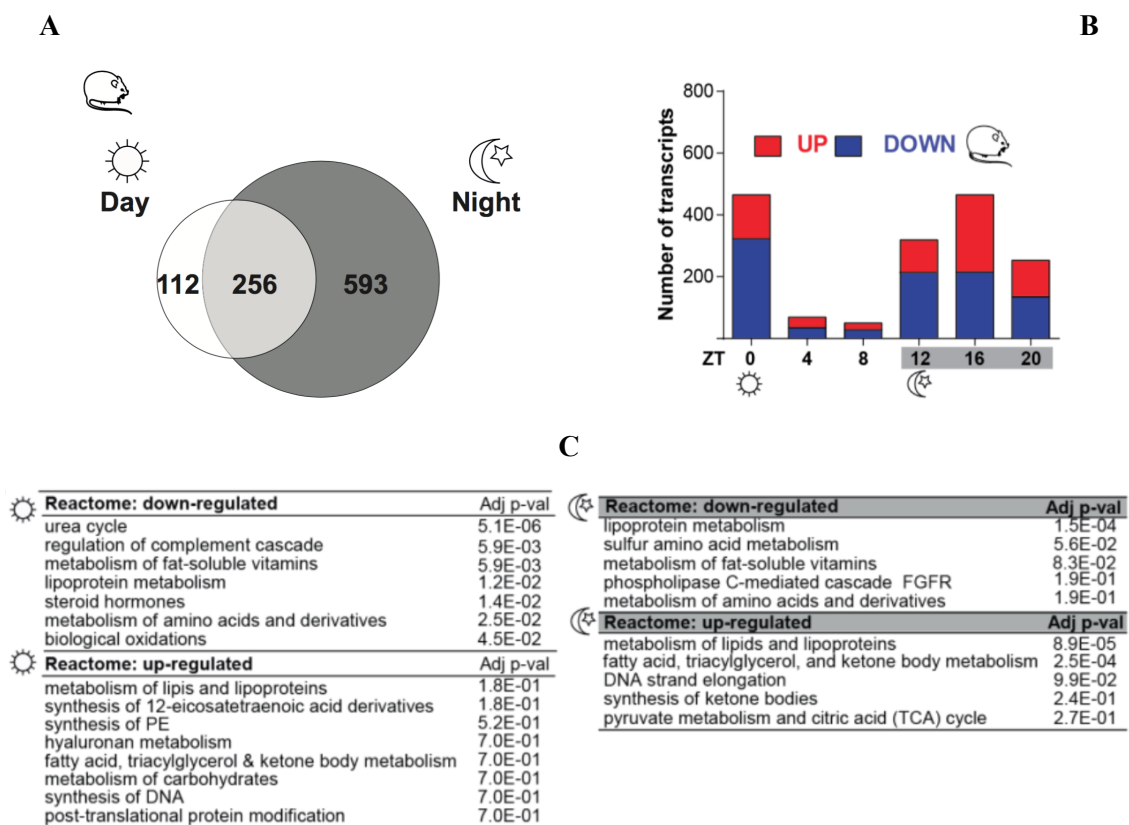 A
B
Day
Night
112
256
593
Number of transcripts
800
600
400
200
UP
DOWN
ZT
0
4
8
12
16
20
C
Reactome: down-regulated Adj p-val
urea cycle 5.1E-06
regulation of complement cascade 5.9E-03
metabolism of fat-soluble vitamins 5.9E-03
lipoprotein metabolism 1.2E-02
steroid hormones 1.4E-02
metabolism of amino acids and derivatives 2.5E-02
biological oxidations 4.5E-02
Reactome: up-regulated Adj p-val
metabolism of lipis and lipoproteins 1.8E-01
synthesis of 12-eicosatetraenoic acid derivatives 1.8E-01
synthesis of PE 5.2E-01
hyaluronan metabolism 7.0E-01
fatty acid, triacylglycerol & ketone body metabolism 7.0E-01
metabolism of carbohydrates 7.0E-01
synthesis of DNA 7.0E-01
post-translational protein modification 7.0E-01
Reactome: down-regulated Adj p-val
lipoprotein metabolism 1.5E-04
sulfur amino acid metabolism 5.6E-02
metabolism of fat-soluble vitamins 8.3E-02
phospholipase C-mediated cascade FGFR 1.9E-01
metabolism of amino acids and derivatives 1.9E-01
Reactome: up-regulated Adj p-val
metabolism of lipids and lipoproteins 8.9E-05
fatty acid, triacylglycerol, and ketone body metabolism 2.5E-04
DNA strand elongation 9.9E-02
synthesis of ketone bodies 2.4E-01
pyruvate metabolism and citric acid (TCA) cycle 2.7E-01